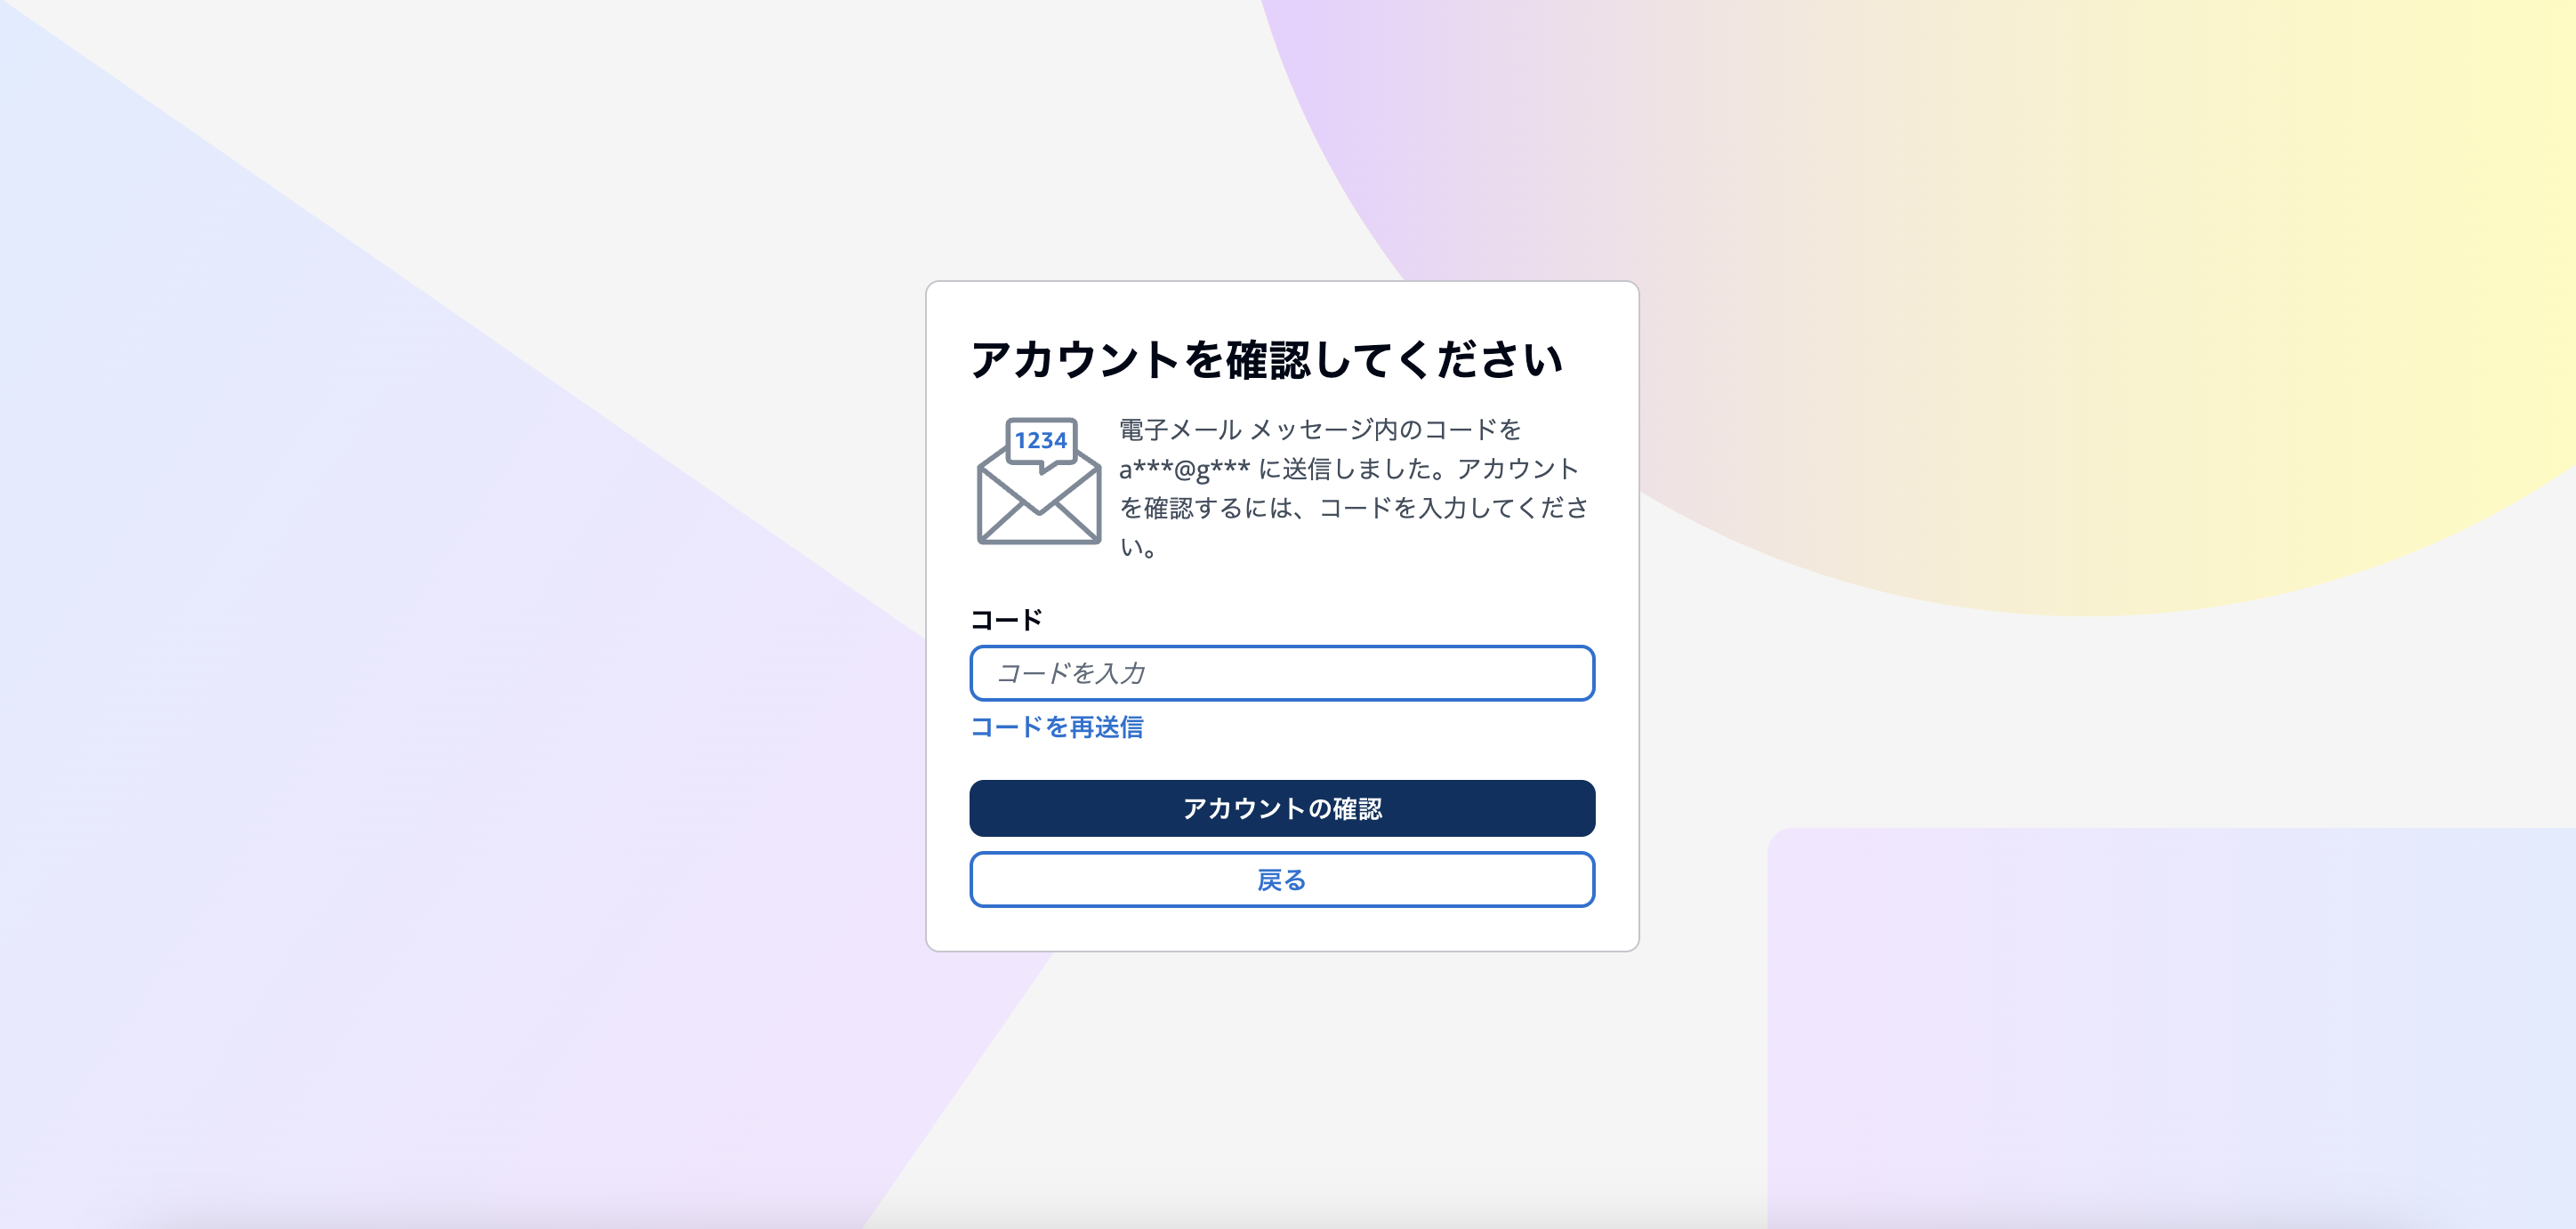 アカウントを確認してください
1234
電子メール メッセージ内のコードを
a***@g*** に送信しました。アカウント
を確認するには、コードを入力してくださ
い。
コード
コードを入力
コードを再送信
アカウントの確認
戻る